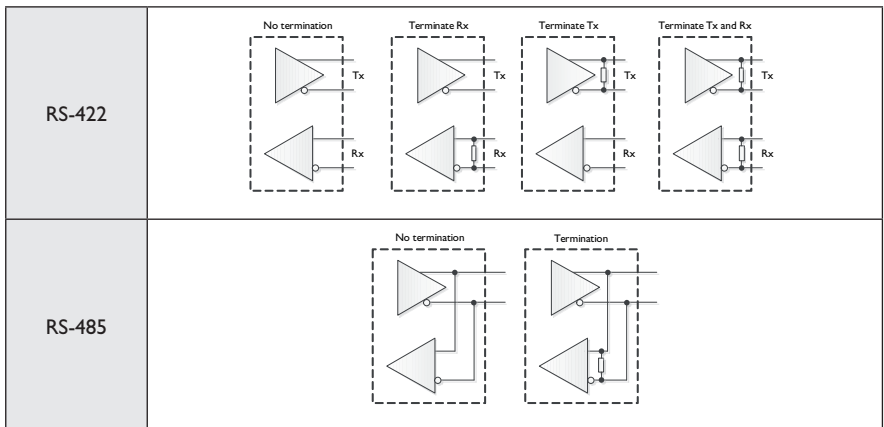 No termination
Terminate Rx
Terminate Tx
Terminate Tx and Rx
Tx
Tx
Tx
Tx
RS-422
Rx
Rx
Rx
Rx
No termination
Termination
RS-485